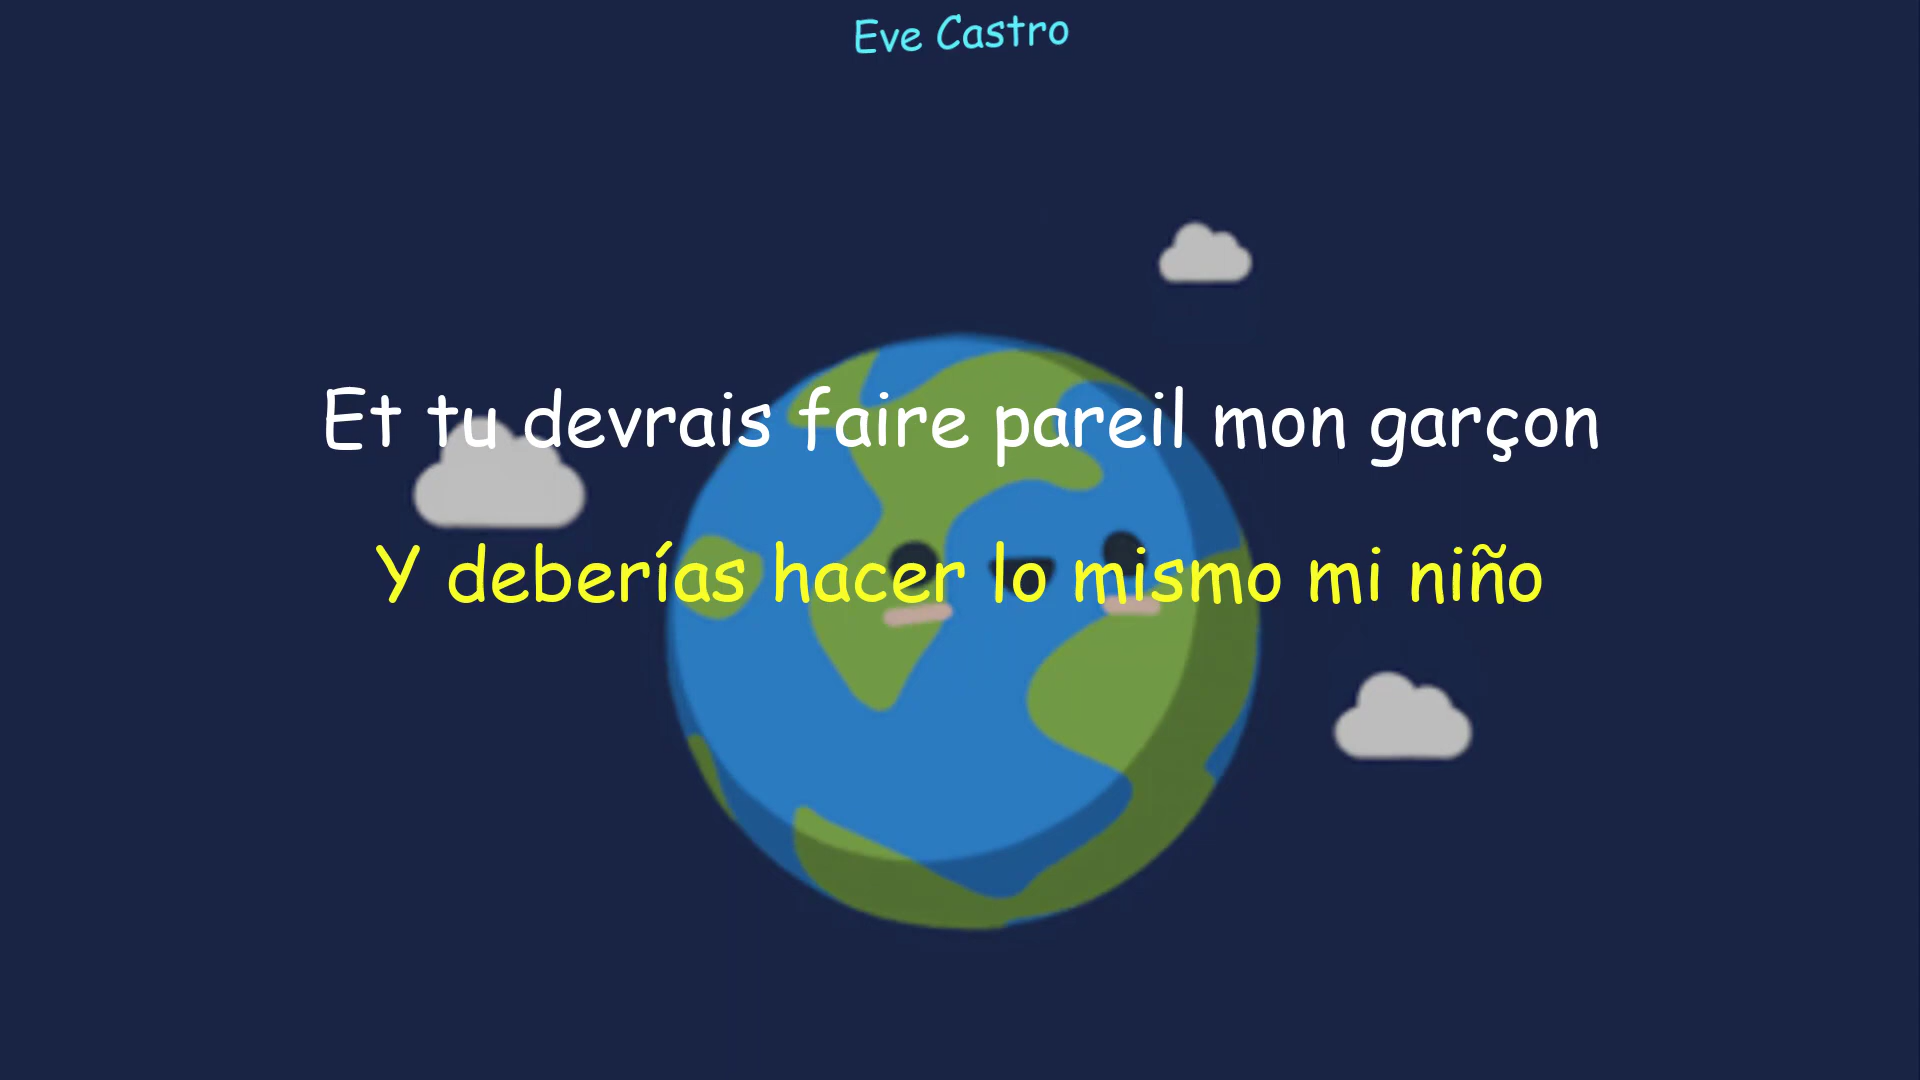 Eve Castro
Et tu devrais faire pareil mon garçon
Y deberías hacer lo mismo mi niño